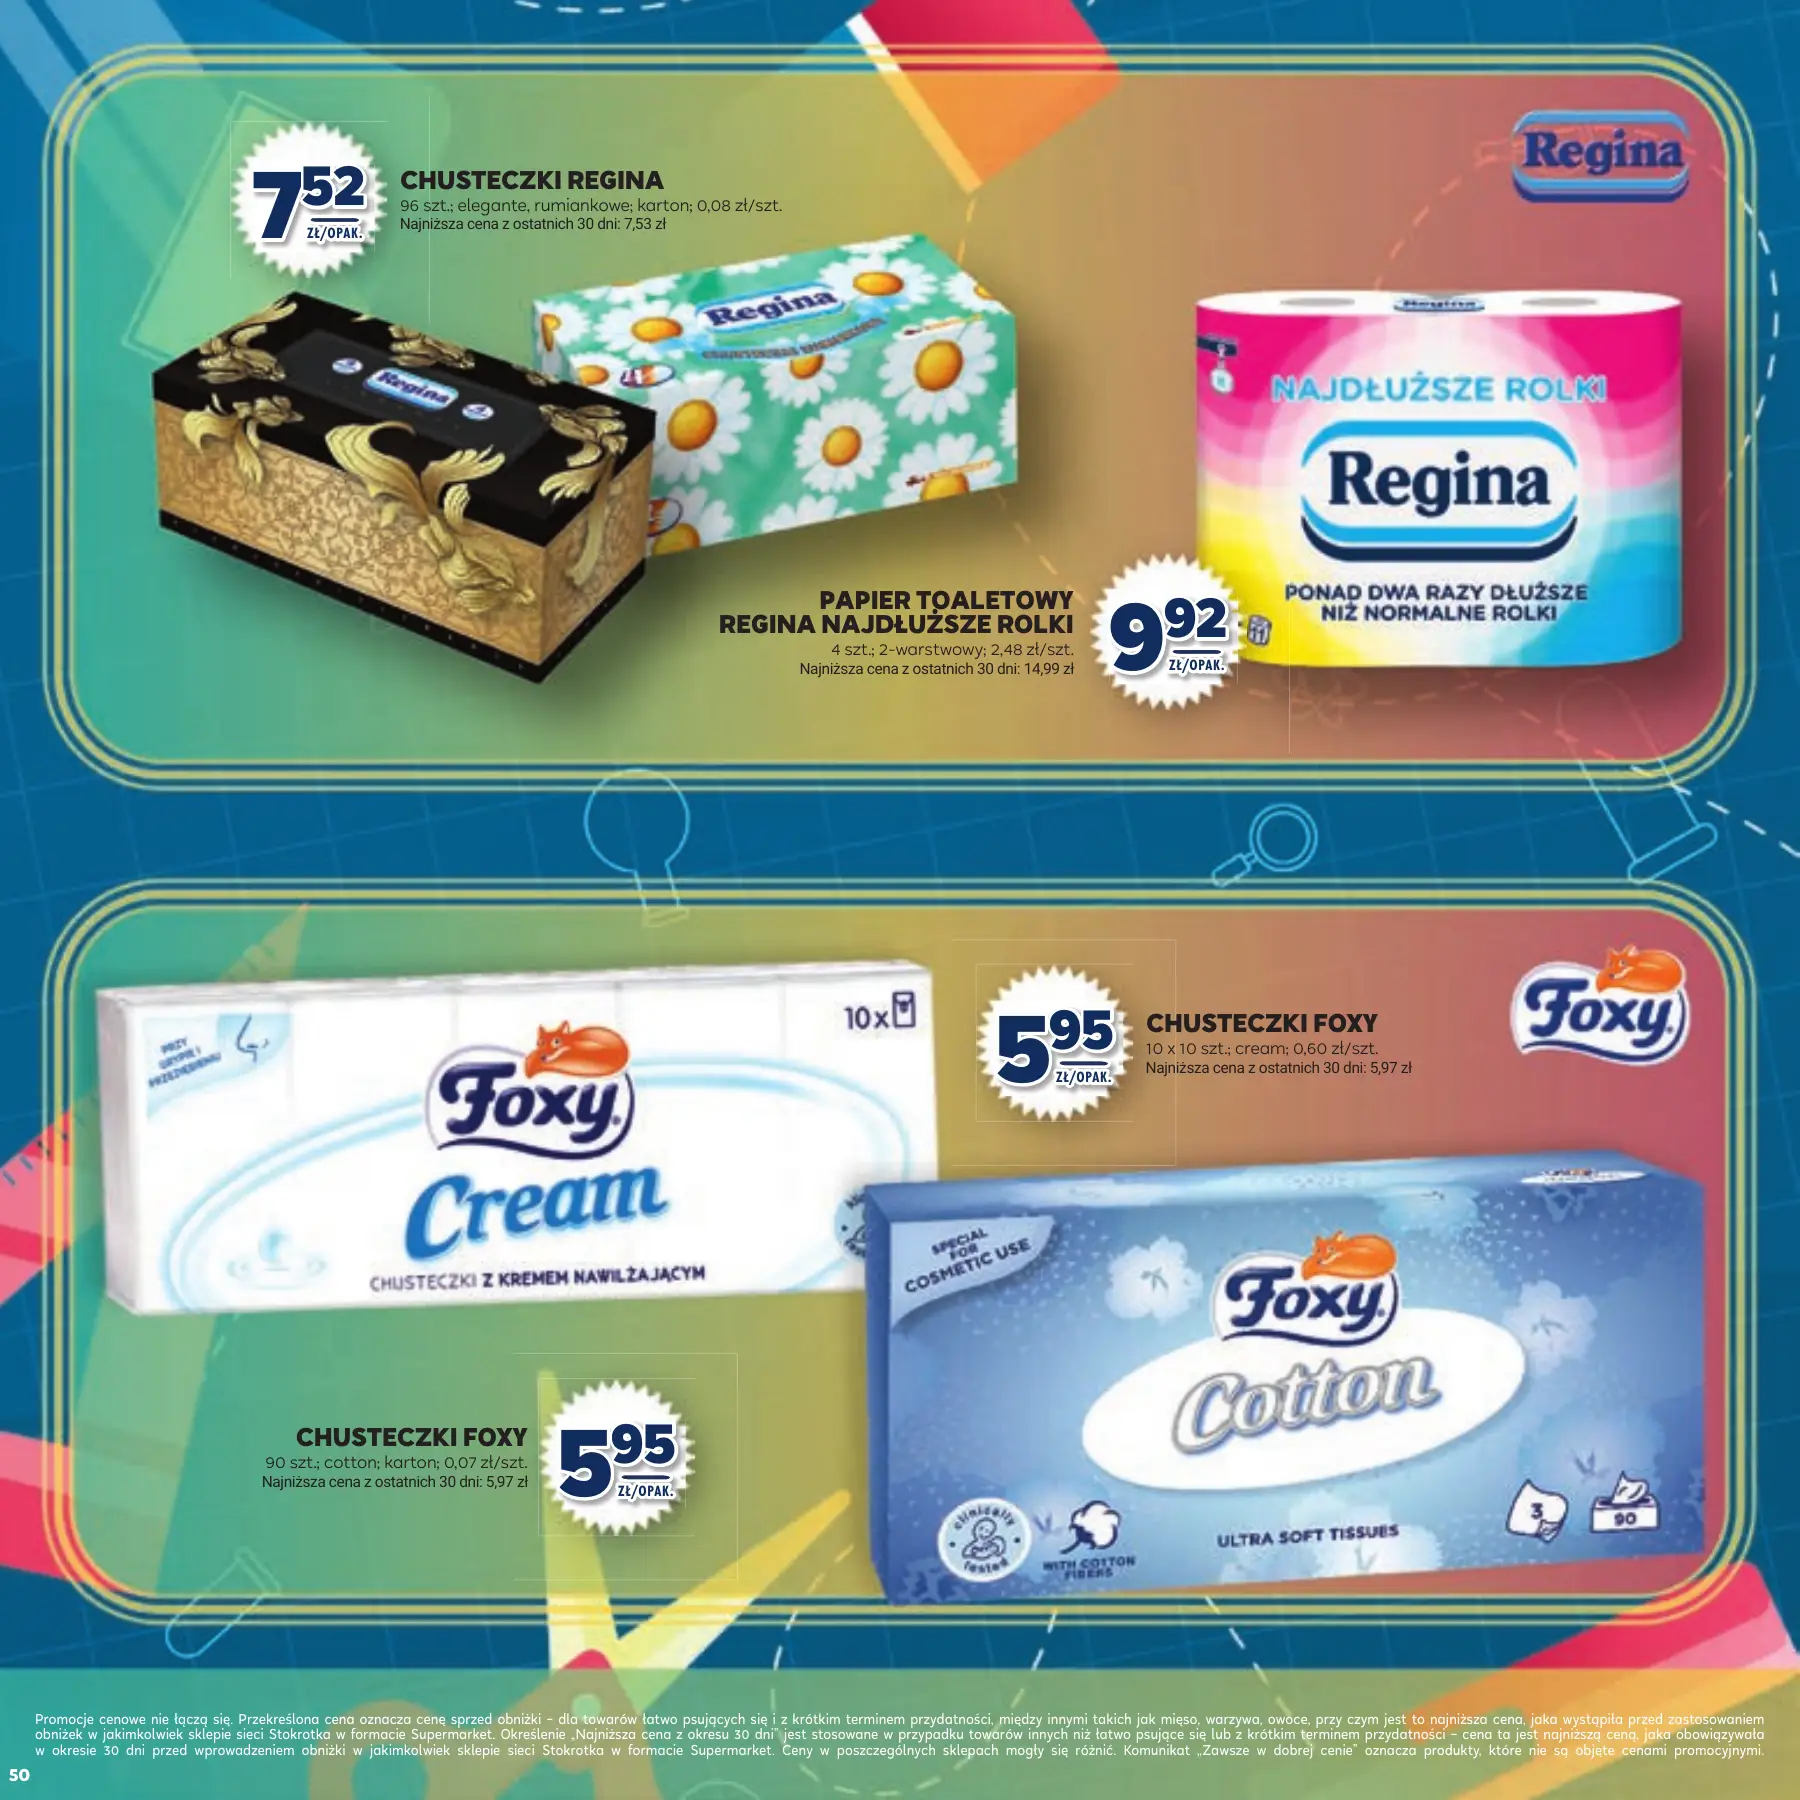 Regina
7 52
ZŁ/OPAK.
CHUSTECZKI REGINA
96 szt.; elegante, rumiankowe; karton; 0,08 zł/szt.
Najniższa cena z ostatnich 30 dni: 7,53 zł
Regina
Regina
NAJDŁUŻSZE ROLKI
Regina
PONAD DWA RAZY DŁUŻSZE
NIŻ NORMALNE ROLKI
PAPIER TOALETOWY
REGINA NAJDŁUŻSZE ROLKI
4 szt.; 2-warstwowy; 2,48 zł/szt.
Najniższa cena z ostatnich 30 dni: 14,99 zł
9 92
ZŁ/OPAK.
10x
Foxy
Cream
CHUSTECZKI Z KREMEM NAWILŻAJĄCYM
5 95
ZŁ/OPAK.
CHUSTECZKI FOXY
10 x 10 szt.; cream; 0,60 zł/szt.
Najniższa cena z ostatnich 30 dni: 5,97 zł
Foxy
SPECIAL
FOR
COSMETIC USE
Foxy
Cotton
ULTRA SOFT TISSUES
clinically tested
WITH COTTON
FIBERS
3
90
CHUSTECZKI FOXY
90 szt.; cotton; karton; 0,07 zł/szt.
Najniższa cena z ostatnich 30 dni: 5,97 zł
5 95
ZŁ/OPAK.
Promocje cenowe nie łączą się. Przekreślona cena oznacza cenę sprzed obniżki – dla towarów łatwo psujących się i z krótkim terminem przydatności, między innymi takich jak mięso, warzywa, owoce, przy czym jest to najniższa cena, jaka wystąpiła przed zastosowaniem
obniżek w jakimkolwiek sklepie sieci Stokrotka w formacie Supermarket. Określenie „Najniższa cena z okresu 30 dni” jest stosowane w przypadku towarów innych niż łatwo psujące się lub z krótkim terminem przydatności – cena ta jest najniższą ceną, jaka obowiązywała
w okresie 30 dni przed wprowadzeniem obniżki w jakimkolwiek sklepie sieci Stokrotka w formacie Supermarket. Ceny w poszczególnych sklepach mogły się różnić. Komunikat „Zawsze w dobrej cenie” oznacza produkty, które nie są objęte cenami promocyjnymi.
50